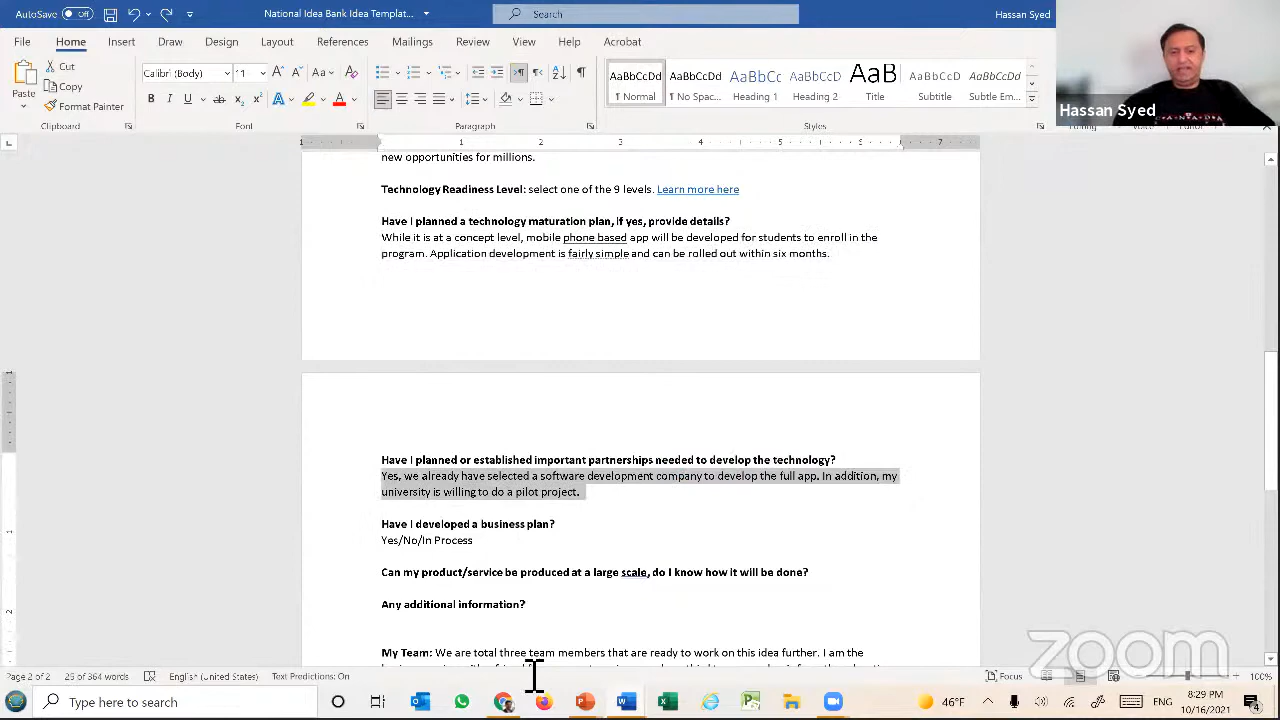 AutoSave Off
National Idea Bank Idea Templat...
Search
Hassan Syed
File Home Insert Draw Design Layout References Mailings Review View Help Acrobat
Paste
Cut
Copy
Format Painter
Calibri (Body) 11
AaBbCcDd AaBbCcDd AaBbCc AaBbCcD AaB AaBbCcD AaBbCcDd
¶ Normal ¶ No Spac... Heading 1 Heading 2 Title Subtitle Subtle Em...
Clipboard Font Paragraph Styles
Hassan Syed
new opportunities for millions.
Technology Readiness Level: select one of the 9 levels. Learn more here
Have I planned a technology maturation plan, if yes, provide details?
While it is at a concept level, mobile phone based app will be developed for students to enroll in the
program. Application development is fairly simple and can be rolled out within six months.
Have I planned or established important partnerships needed to develop the technology?
Yes, we already have selected a software development company to develop the full app. In addition, my
university is willing to do a pilot project.
Have I developed a business plan?
Yes/No/In Process
Can my product/service be produced at a large scale, do I know how it will be done?
Any additional information?
My Team: We are total three team members that are ready to work on this idea further. I am the
zoom
Page 2 of 2 25 of 364 words English (United States) Text Predictions: On Focus 100%
Type here to search
46°F
ENG
8:29 PM
10/16/2021